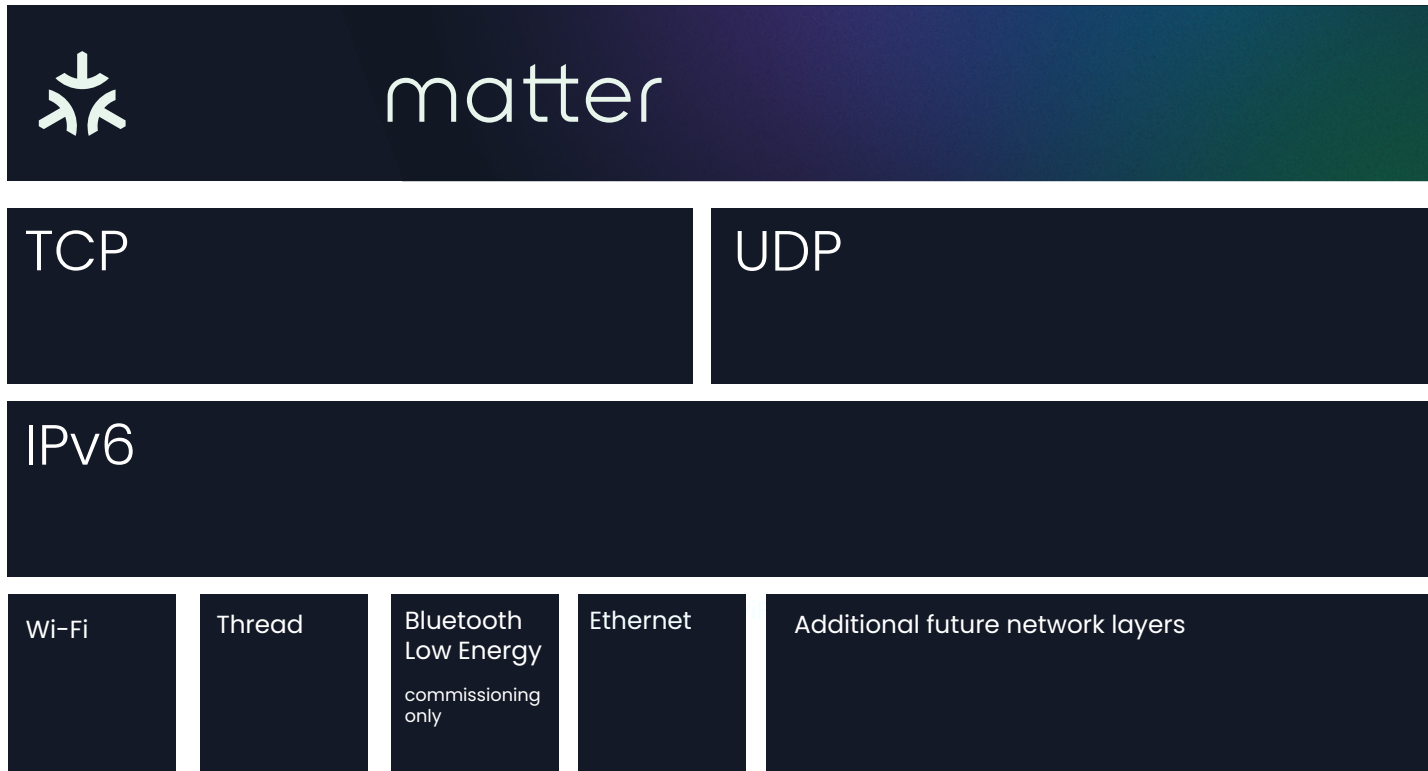 matter
TCP
UDP
IPv6
Wi-Fi
Thread
Bluetooth
Low Energy
commissioning
only
Ethernet
Additional future network layers